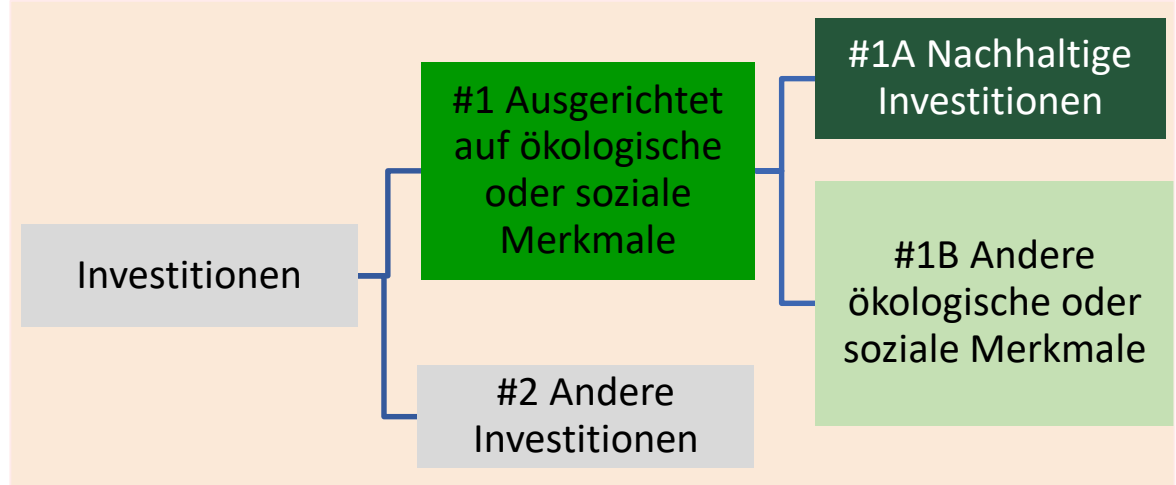 Investitionen
#1 Ausgerichtet
auf ökologische
oder soziale
Merkmale
#2 Andere
Investitionen
#1A Nachhaltige
Investitionen
#1B Andere
ökologische oder
soziale Merkmale